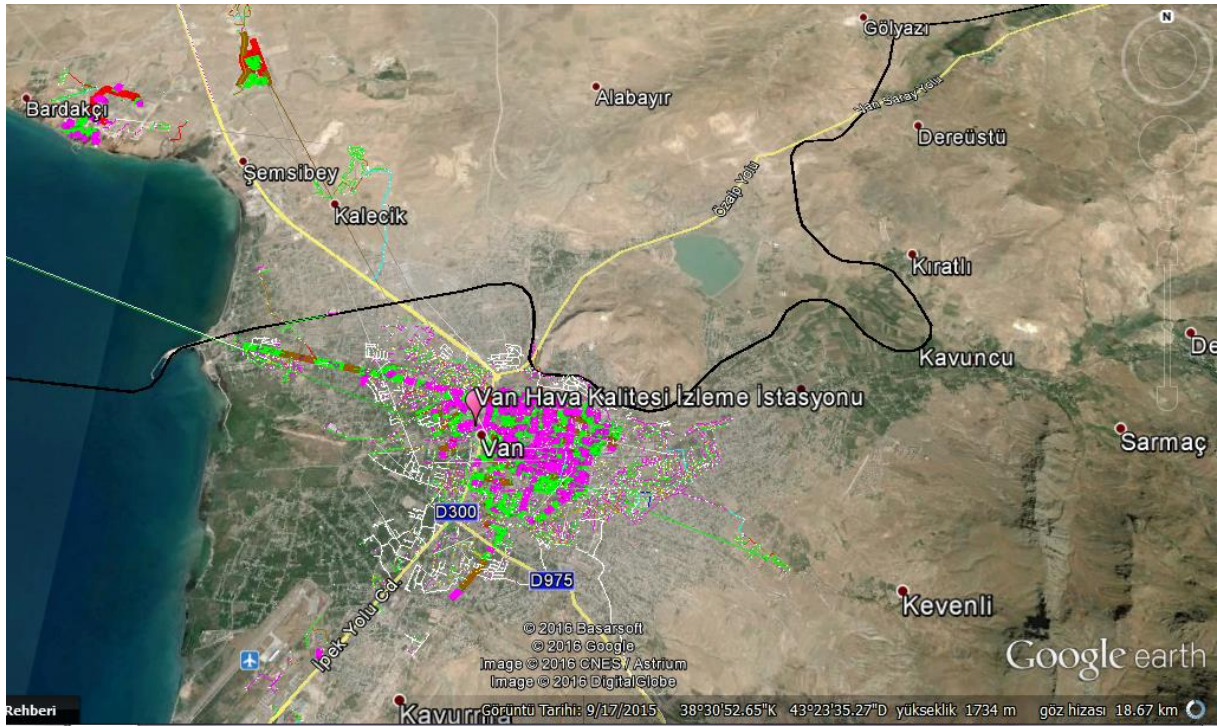 N
Gölyazı
Bardakçı
Alabayır
Van Saray Yolu
Dereüstü
Şemsibey
Özalp Yolu
Kalecik
Kıratlı
De
Kavuncu
Van Hava Kalitesi İzleme İstasyonu
Sarmaç
Van
D300
D975
İpek Yolu Cd.
Kevenli
© 2016 Basarsoft
© 2016 Google
Image © 2016 CNES / Astrium
Image © 2016 DigitalGlobe
Google earth
Rehberi
Kavurma
Görüntü Tarihi: 9/17/2015 38°30'52.65"K 43°23'35.27"D yükseklik 1734 m göz hizası 18.67 km